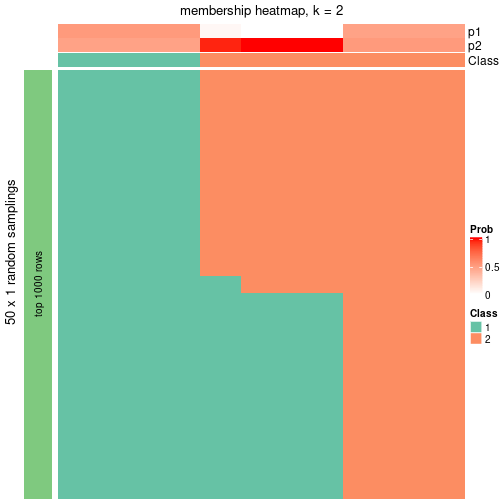 membership heatmap, k = 2
p1
p2
Class
50 x 1 random samplings
top 1000 rows
Prob
1
0.5
0
Class
1
2